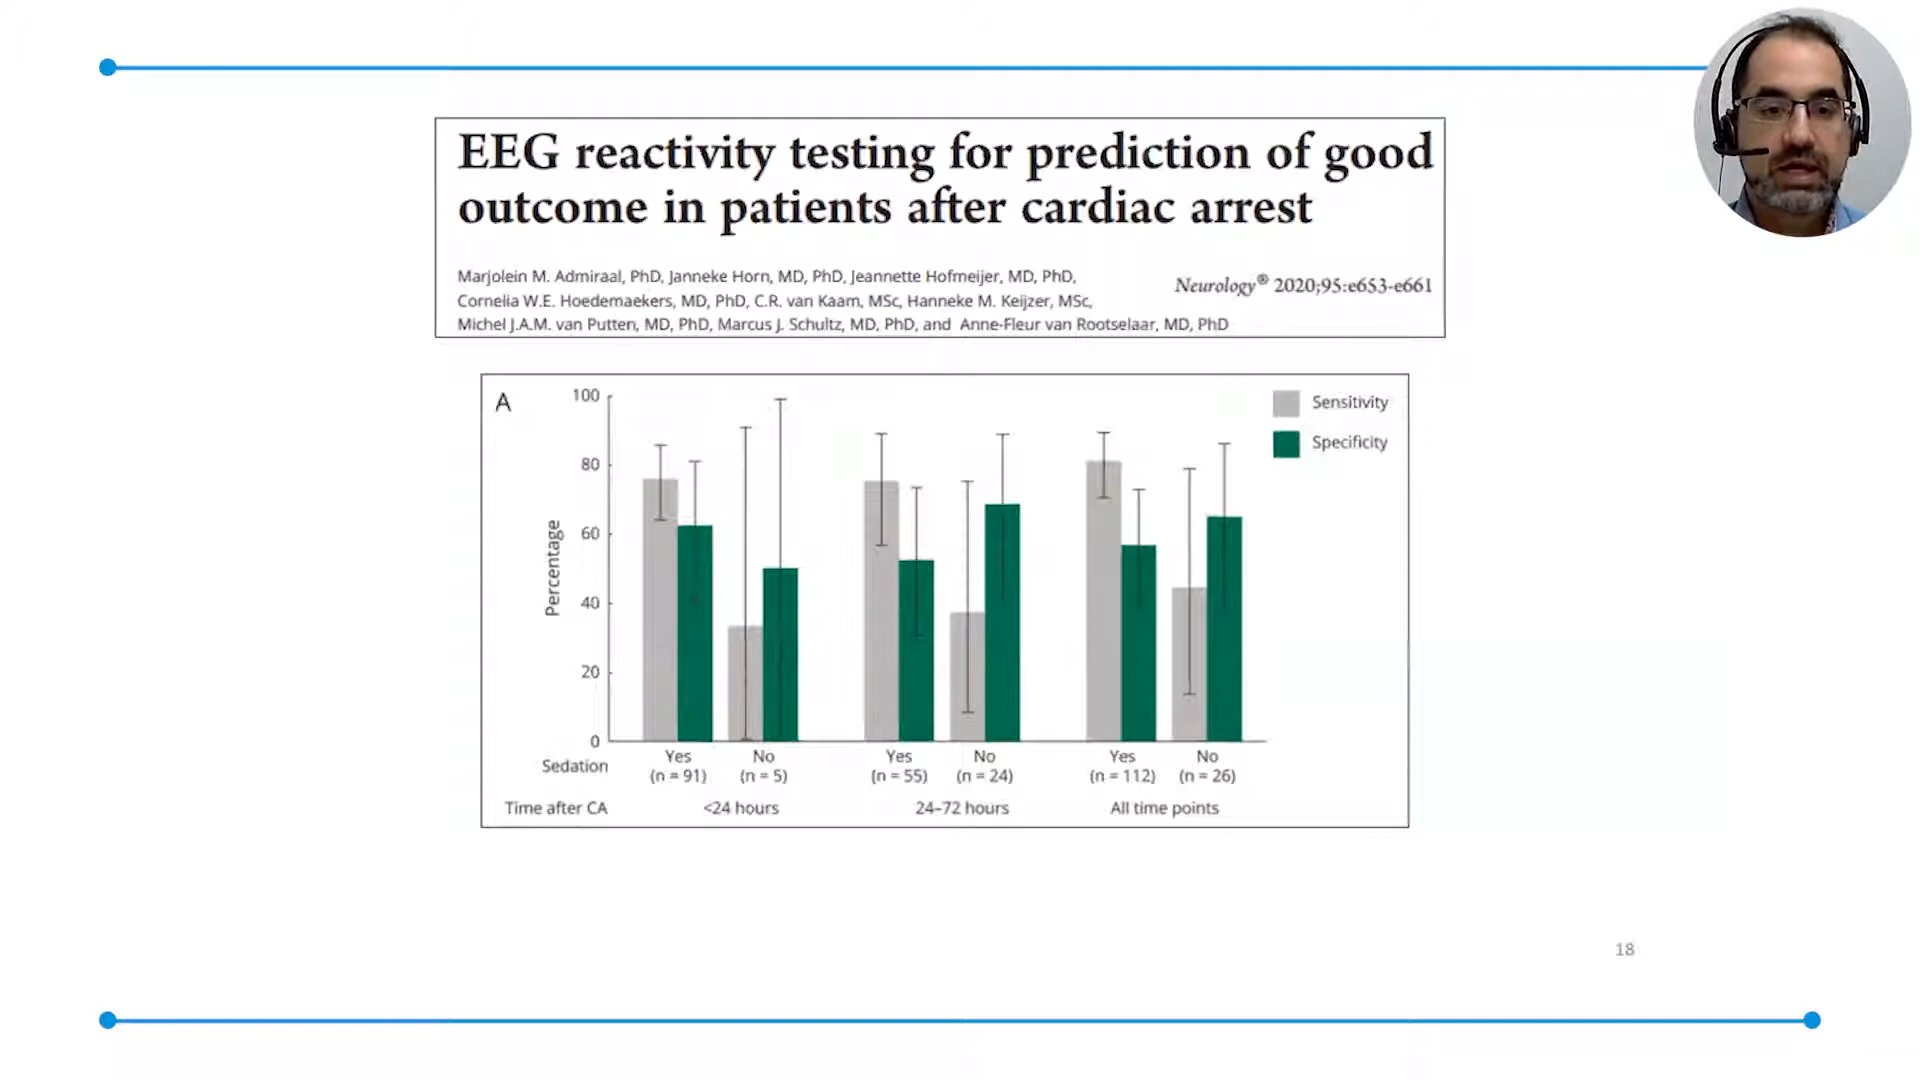 EEG reactivity testing for prediction of good
outcome in patients after cardiac arrest
Marjolein M. Admiraal, PhD, Janneke Horn, MD, PhD, Jeannette Hofmeijer, MD, PhD,
Cornelia W.E. Hoedemaekers, MD, PhD, C.R. van Kaam, MSc, Hanneke M. Keijzer, MSc,
Michel J.A.M. van Putten, MD, PhD, Marcus J. Schultz, MD, PhD, and Anne-Fleur van Rootselaar, MD, PhD
Neurology® 2020;95:e653-e661
A
Sensitivity
Specificity
Percentage
100
80
60
40
20
0
Sedation
Yes No Yes No Yes No
(n = 91) (n = 5) (n = 55) (n = 24) (n = 112) (n = 26)
Time after CA <24 hours 24–72 hours All time points
18